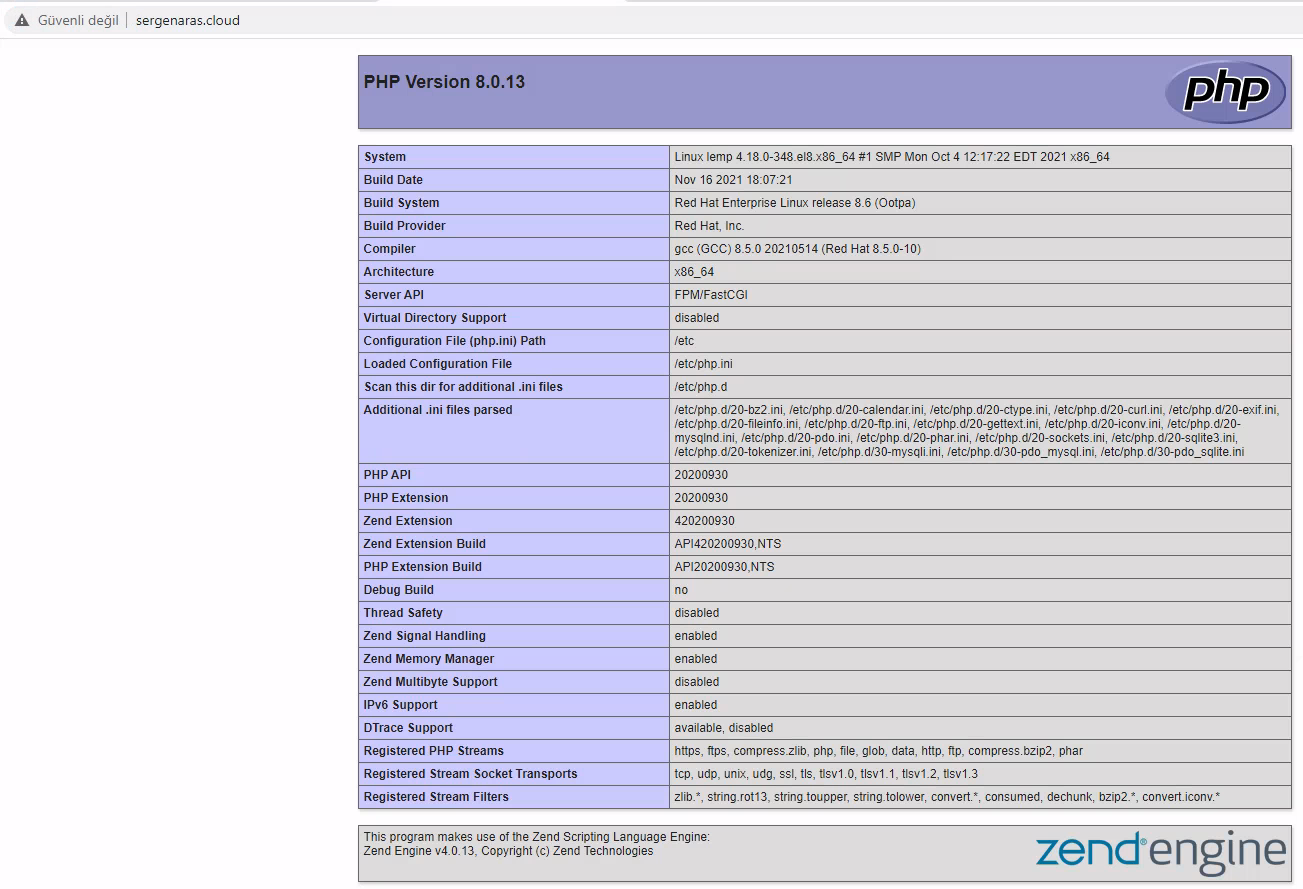 Güvenli değil sergenaras.cloud
PHP Version 8.0.13
php
System Linux lemp 4.18.0-348.el8.x86_64 #1 SMP Mon Oct 4 12:17:22 EDT 2021 x86_64
Build Date Nov 16 2021 18:07:21
Build System Red Hat Enterprise Linux release 8.6 (Ootpa)
Build Provider Red Hat, Inc.
Compiler gcc (GCC) 8.5.0 20210514 (Red Hat 8.5.0-10)
Architecture x86_64
Server API FPM/FastCGI
Virtual Directory Support disabled
Configuration File (php.ini) Path /etc
Loaded Configuration File /etc/php.ini
Scan this dir for additional .ini files /etc/php.d
Additional .ini files parsed /etc/php.d/20-bz2.ini, /etc/php.d/20-calendar.ini, /etc/php.d/20-ctype.ini, /etc/php.d/20-curl.ini, /etc/php.d/20-exif.ini,
/etc/php.d/20-fileinfo.ini, /etc/php.d/20-ftp.ini, /etc/php.d/20-gettext.ini, /etc/php.d/20-iconv.ini, /etc/php.d/20-
mysqlnd.ini, /etc/php.d/20-pdo.ini, /etc/php.d/20-phar.ini, /etc/php.d/20-sockets.ini, /etc/php.d/20-sqlite3.ini,
/etc/php.d/20-tokenizer.ini, /etc/php.d/30-mysqli.ini, /etc/php.d/30-pdo_mysql.ini, /etc/php.d/30-pdo_sqlite.ini
PHP API 20200930
PHP Extension 20200930
Zend Extension 420200930
Zend Extension Build API420200930,NTS
PHP Extension Build API20200930,NTS
Debug Build no
Thread Safety disabled
Zend Signal Handling enabled
Zend Memory Manager enabled
Zend Multibyte Support disabled
IPv6 Support enabled
DTrace Support available, disabled
Registered PHP Streams https, ftps, compress.zlib, php, file, glob, data, http, ftp, compress.bzip2, phar
Registered Stream Socket Transports tcp, udp, unix, udg, ssl, tls, tlsv1.0, tlsv1.1, tlsv1.2, tlsv1.3
Registered Stream Filters zlib.*, string.rot13, string.toupper, string.tolower, convert.*, consumed, dechunk, bzip2.*, convert.iconv.*
This program makes use of the Zend Scripting Language Engine:
Zend Engine v4.0.13, Copyright (c) Zend Technologies
zend® engine